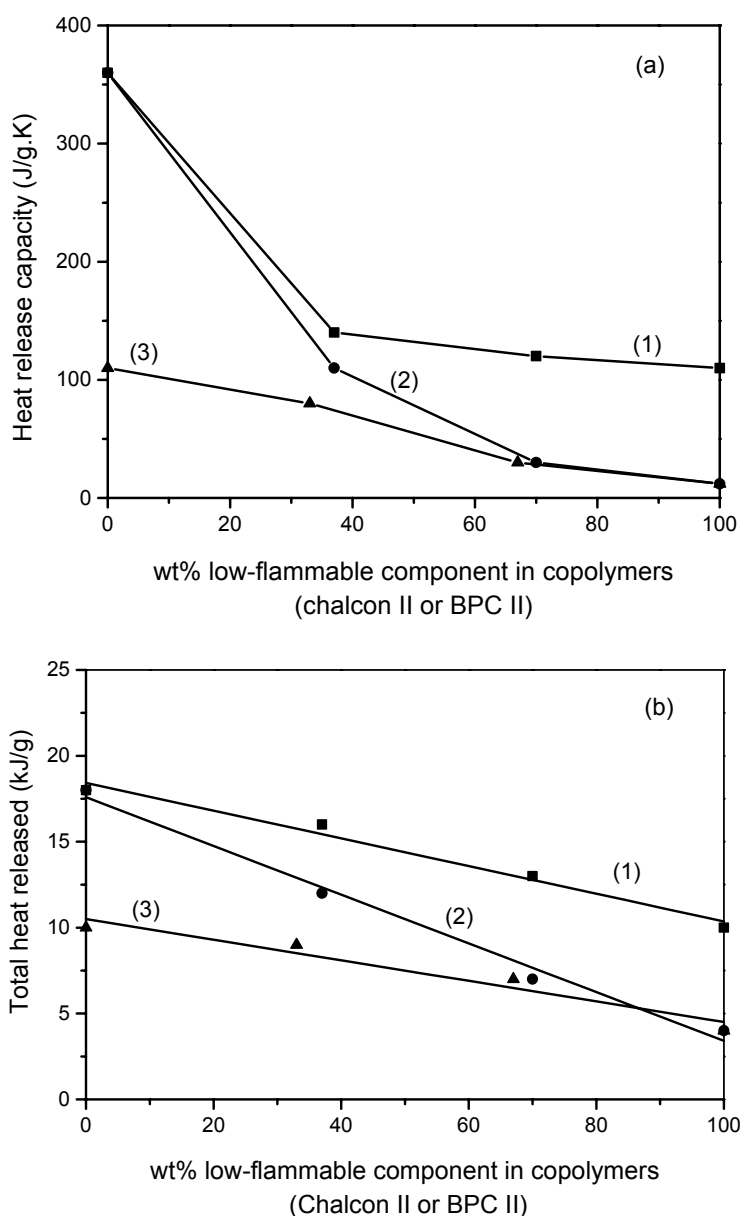 (a)
400
300
200
100
0
Heat release capacity (J/g.K)
(1)
(2)
(3)
0 20 40 60 80 100
wt% low-flammable component in copolymers
(chalcon II or BPC II)
(b)
25
20
15
10
5
0
Total heat released (kJ/g)
(1)
(2)
(3)
0 20 40 60 80 100
wt% low-flammable component in copolymers
(Chalcon II or BPC II)